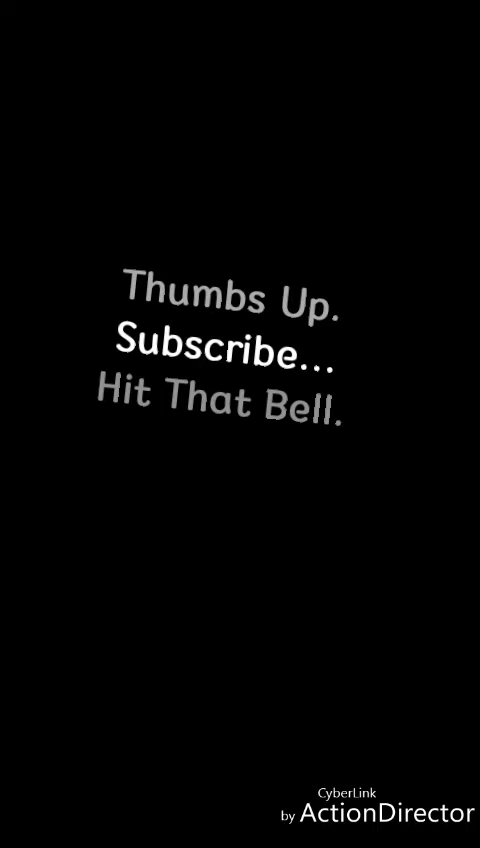 Thumbs Up.
Subscribe...
Hit That Bell.
CyberLink
by ActionDirector